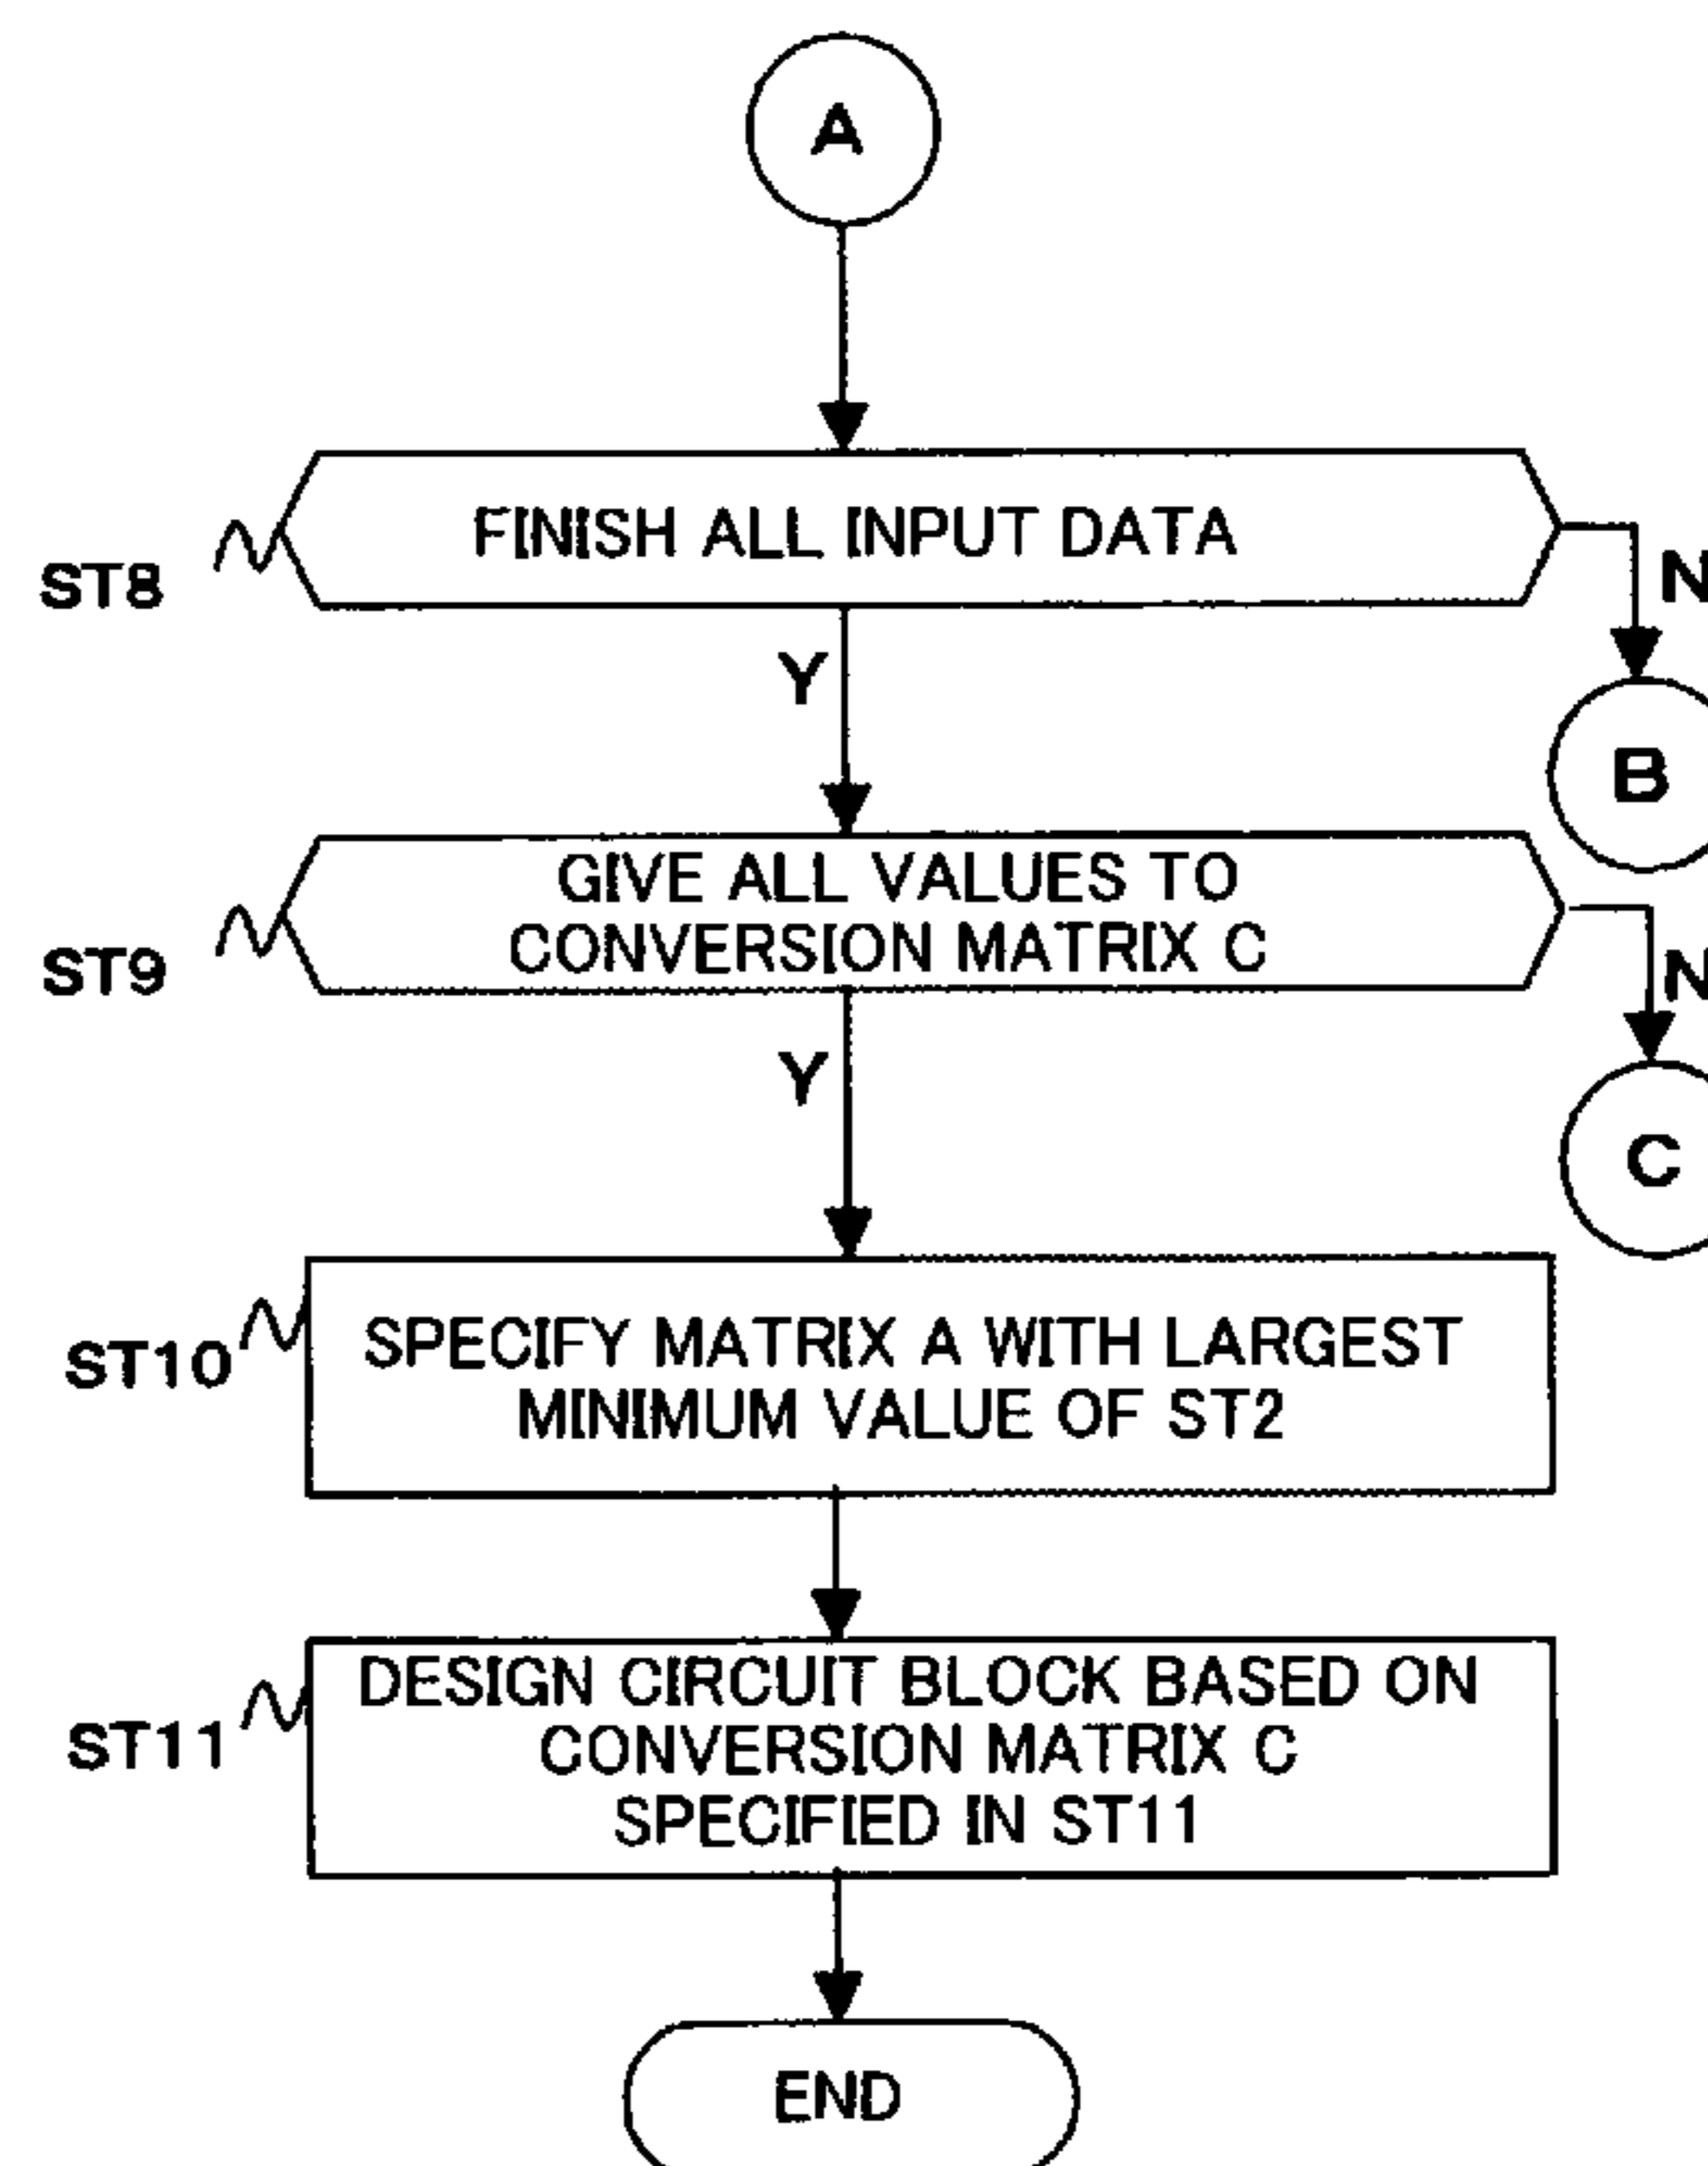 A
FINISH ALL INPUT DATA
ST8
N
Y
B
GIVE ALL VALUES TO
CONVERSION MATRIX C
ST9
N
Y
C
SPECIFY MATRIX A WITH LARGEST
MINIMUM VALUE OF ST2
ST10
DESIGN CIRCUIT BLOCK BASED ON
CONVERSION MATRIX C
SPECIFIED IN ST11
ST11
END